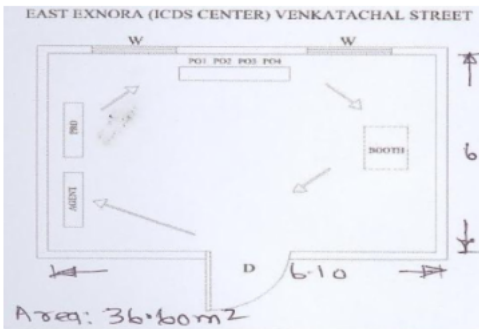 EAST EXNORA (ICDS CENTER) VENKATACHAL STREET
W W
PO1 PO2 PO3 PO4
PRO
BOOTH
6
AGENT
D 6.10
Area: 36.60m2